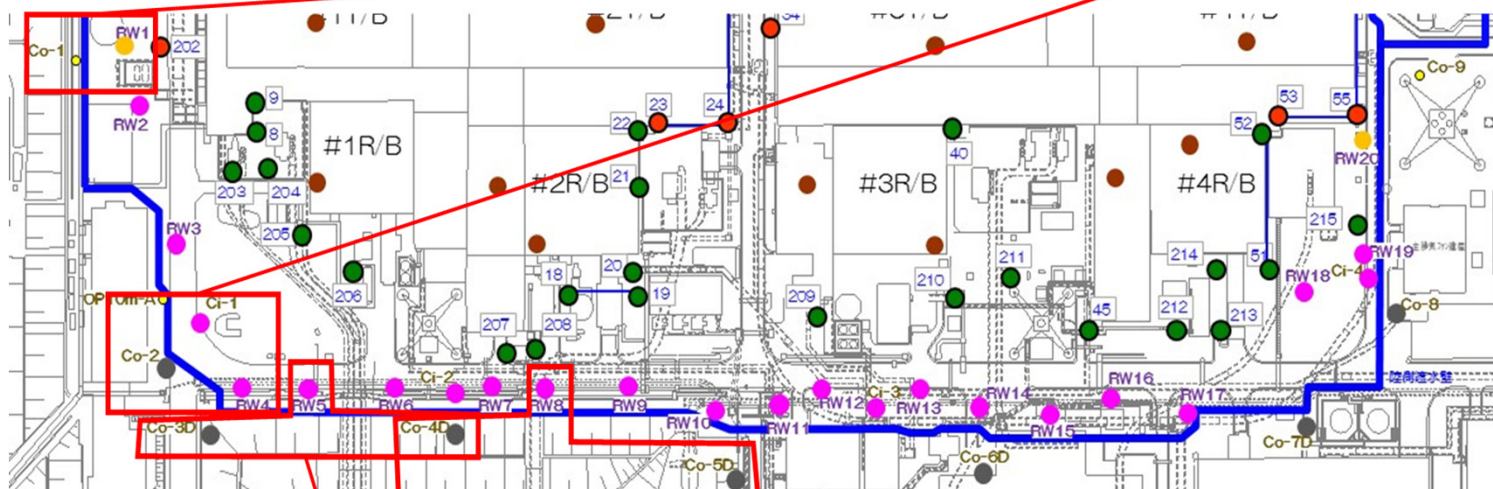 RW1
Co-1
202
34
RW2
9
8
#1R/B
203
204
205
206
RW3
OP10m-A
Ci-1
Co-2
22
23
24
#2R/B
21
20
18
19
207
208
Ci-2
RW4
RW5
RW6
RW7
RW8
RW9
Co-3D
Co-4D
Co-5D
40
#3R/B
209
210
211
45
212
213
214
215
51
52
53
55
#4R/B
RW20
RW19
RW18
Ci-4
Co-9
Co-8
Ci-3
RW10
RW11
RW12
RW13
RW14
RW15
RW16
RW17
Co-6D
Co-7D
陸側遮水壁